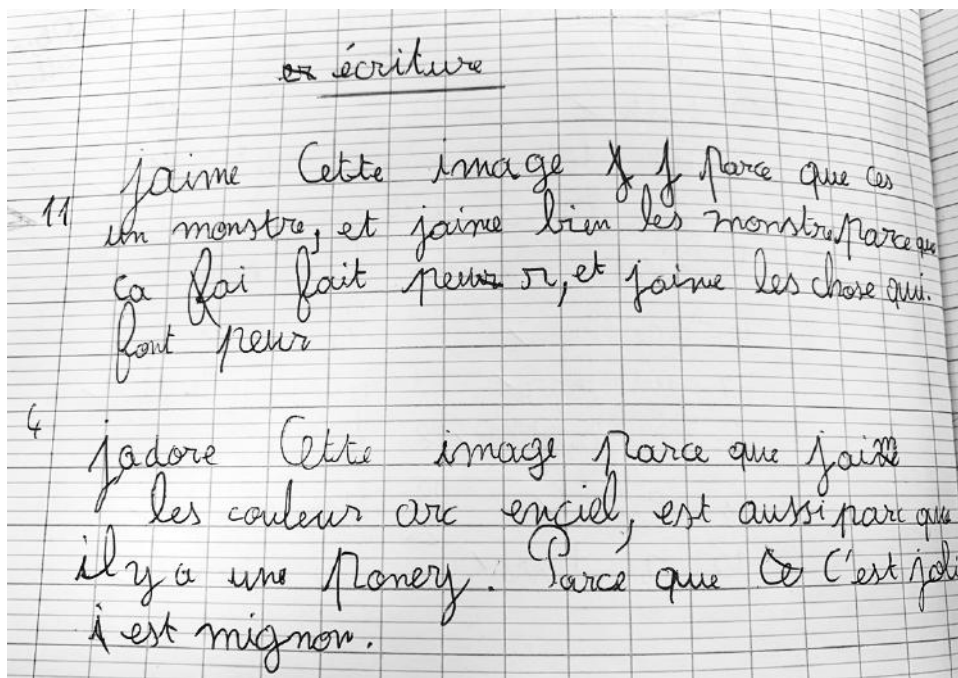 écriture
jaime Cette image parce que ces
11 un monstre, et jaime bien les monstre parce que
ça fai fait peur r, et jaime les chose qui.
font peur
4
jadore Cette image Parce que jaime
les couleur arc enciel, est aussi parc que
il y a une Ponery. Parce que C'est joli
i est mignon.